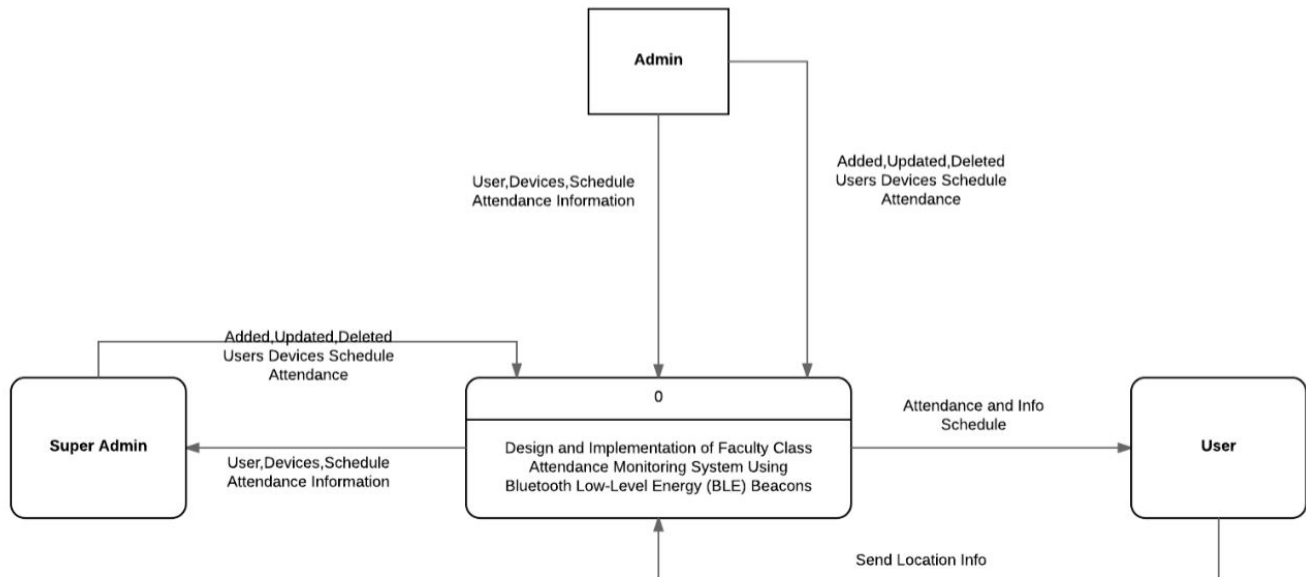 Admin
User,Devices,Schedule
Attendance Information
Added,Updated,Deleted
Users Devices Schedule
Attendance
Added,Updated,Deleted
Users Devices Schedule
Attendance
Super Admin
User,Devices,Schedule
Attendance Information
0
Design and Implementation of Faculty Class
Attendance Monitoring System Using
Bluetooth Low-Level Energy (BLE) Beacons
Attendance and Info
Schedule
User
Send Location Info